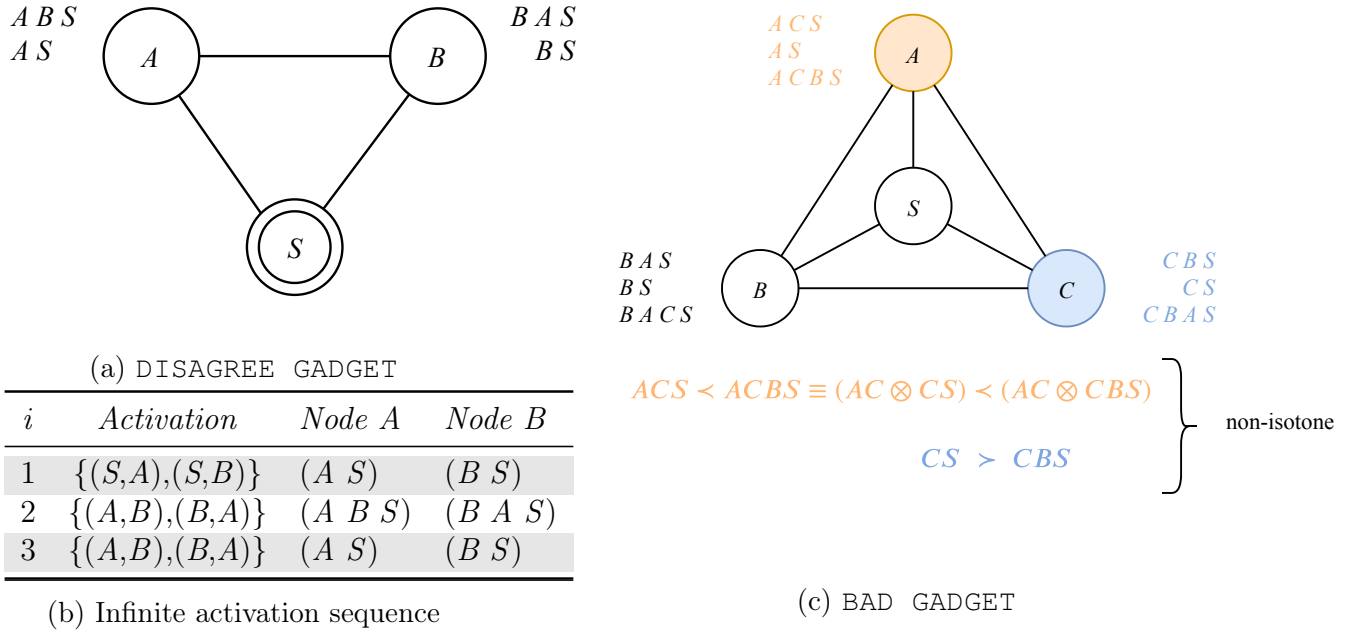 A B S
A S
A
B
B A S
B S
S
(a) DISAGREE GADGET
i Activation Node A Node B
1 {(S,A),(S,B)} (A S) (B S)
2 {(A,B),(B,A)} (A B S) (B A S)
3 {(A,B),(B,A)} (A S) (B S)
(b) Infinite activation sequence
A C S
A S
A C B S
A
S
B A S
B S
B A C S
B
C
C B S
C S
C B A S
ACS ≺ ACBS ≡ (AC ⊗ CS) ≺ (AC ⊗ CBS)
CS ≻ CBS
non-isotone
(c) BAD GADGET